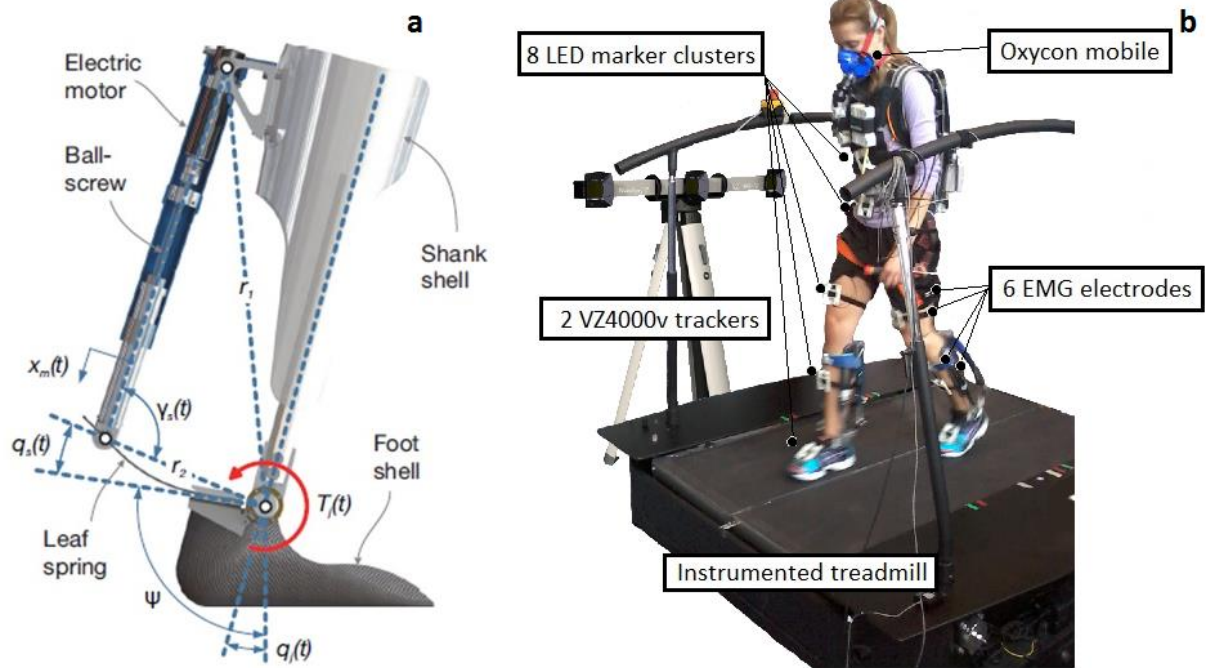 a
Electric
motor
Ball-
screw
r₁
Shank
shell
xₘ(t)
γₛ(t)
qₛ(t)
r₂
Foot
shell
Tⱼ(t)
Leaf
spring
ψ
qⱼ(t)
b
8 LED marker clusters
Oxycon mobile
2 VZ4000v trackers
6 EMG electrodes
Instrumented treadmill